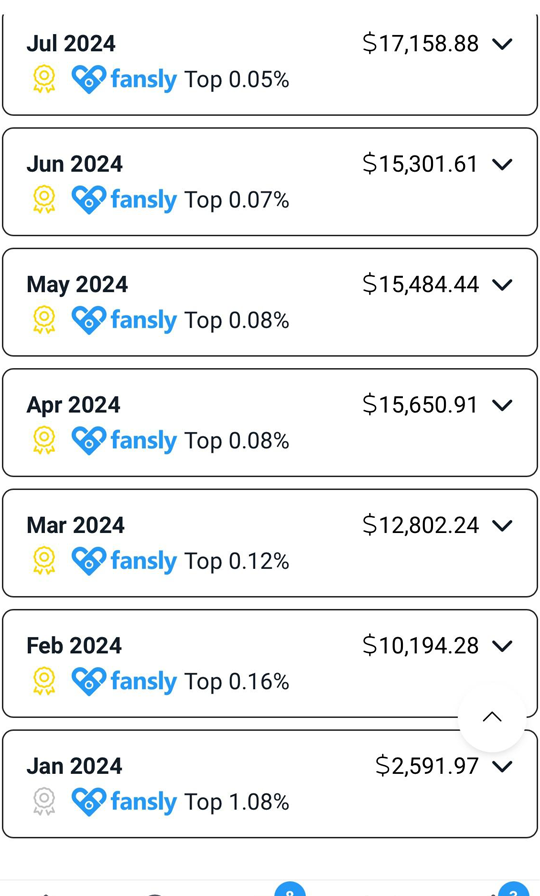 Jul 2024 $17,158.88
fansly Top 0.05%
Jun 2024 $15,301.61
fansly Top 0.07%
May 2024 $15,484.44
fansly Top 0.08%
Apr 2024 $15,650.91
fansly Top 0.08%
Mar 2024 $12,802.24
fansly Top 0.12%
Feb 2024 $10,194.28
fansly Top 0.16%
Jan 2024 $2,591.97
fansly Top 1.08%